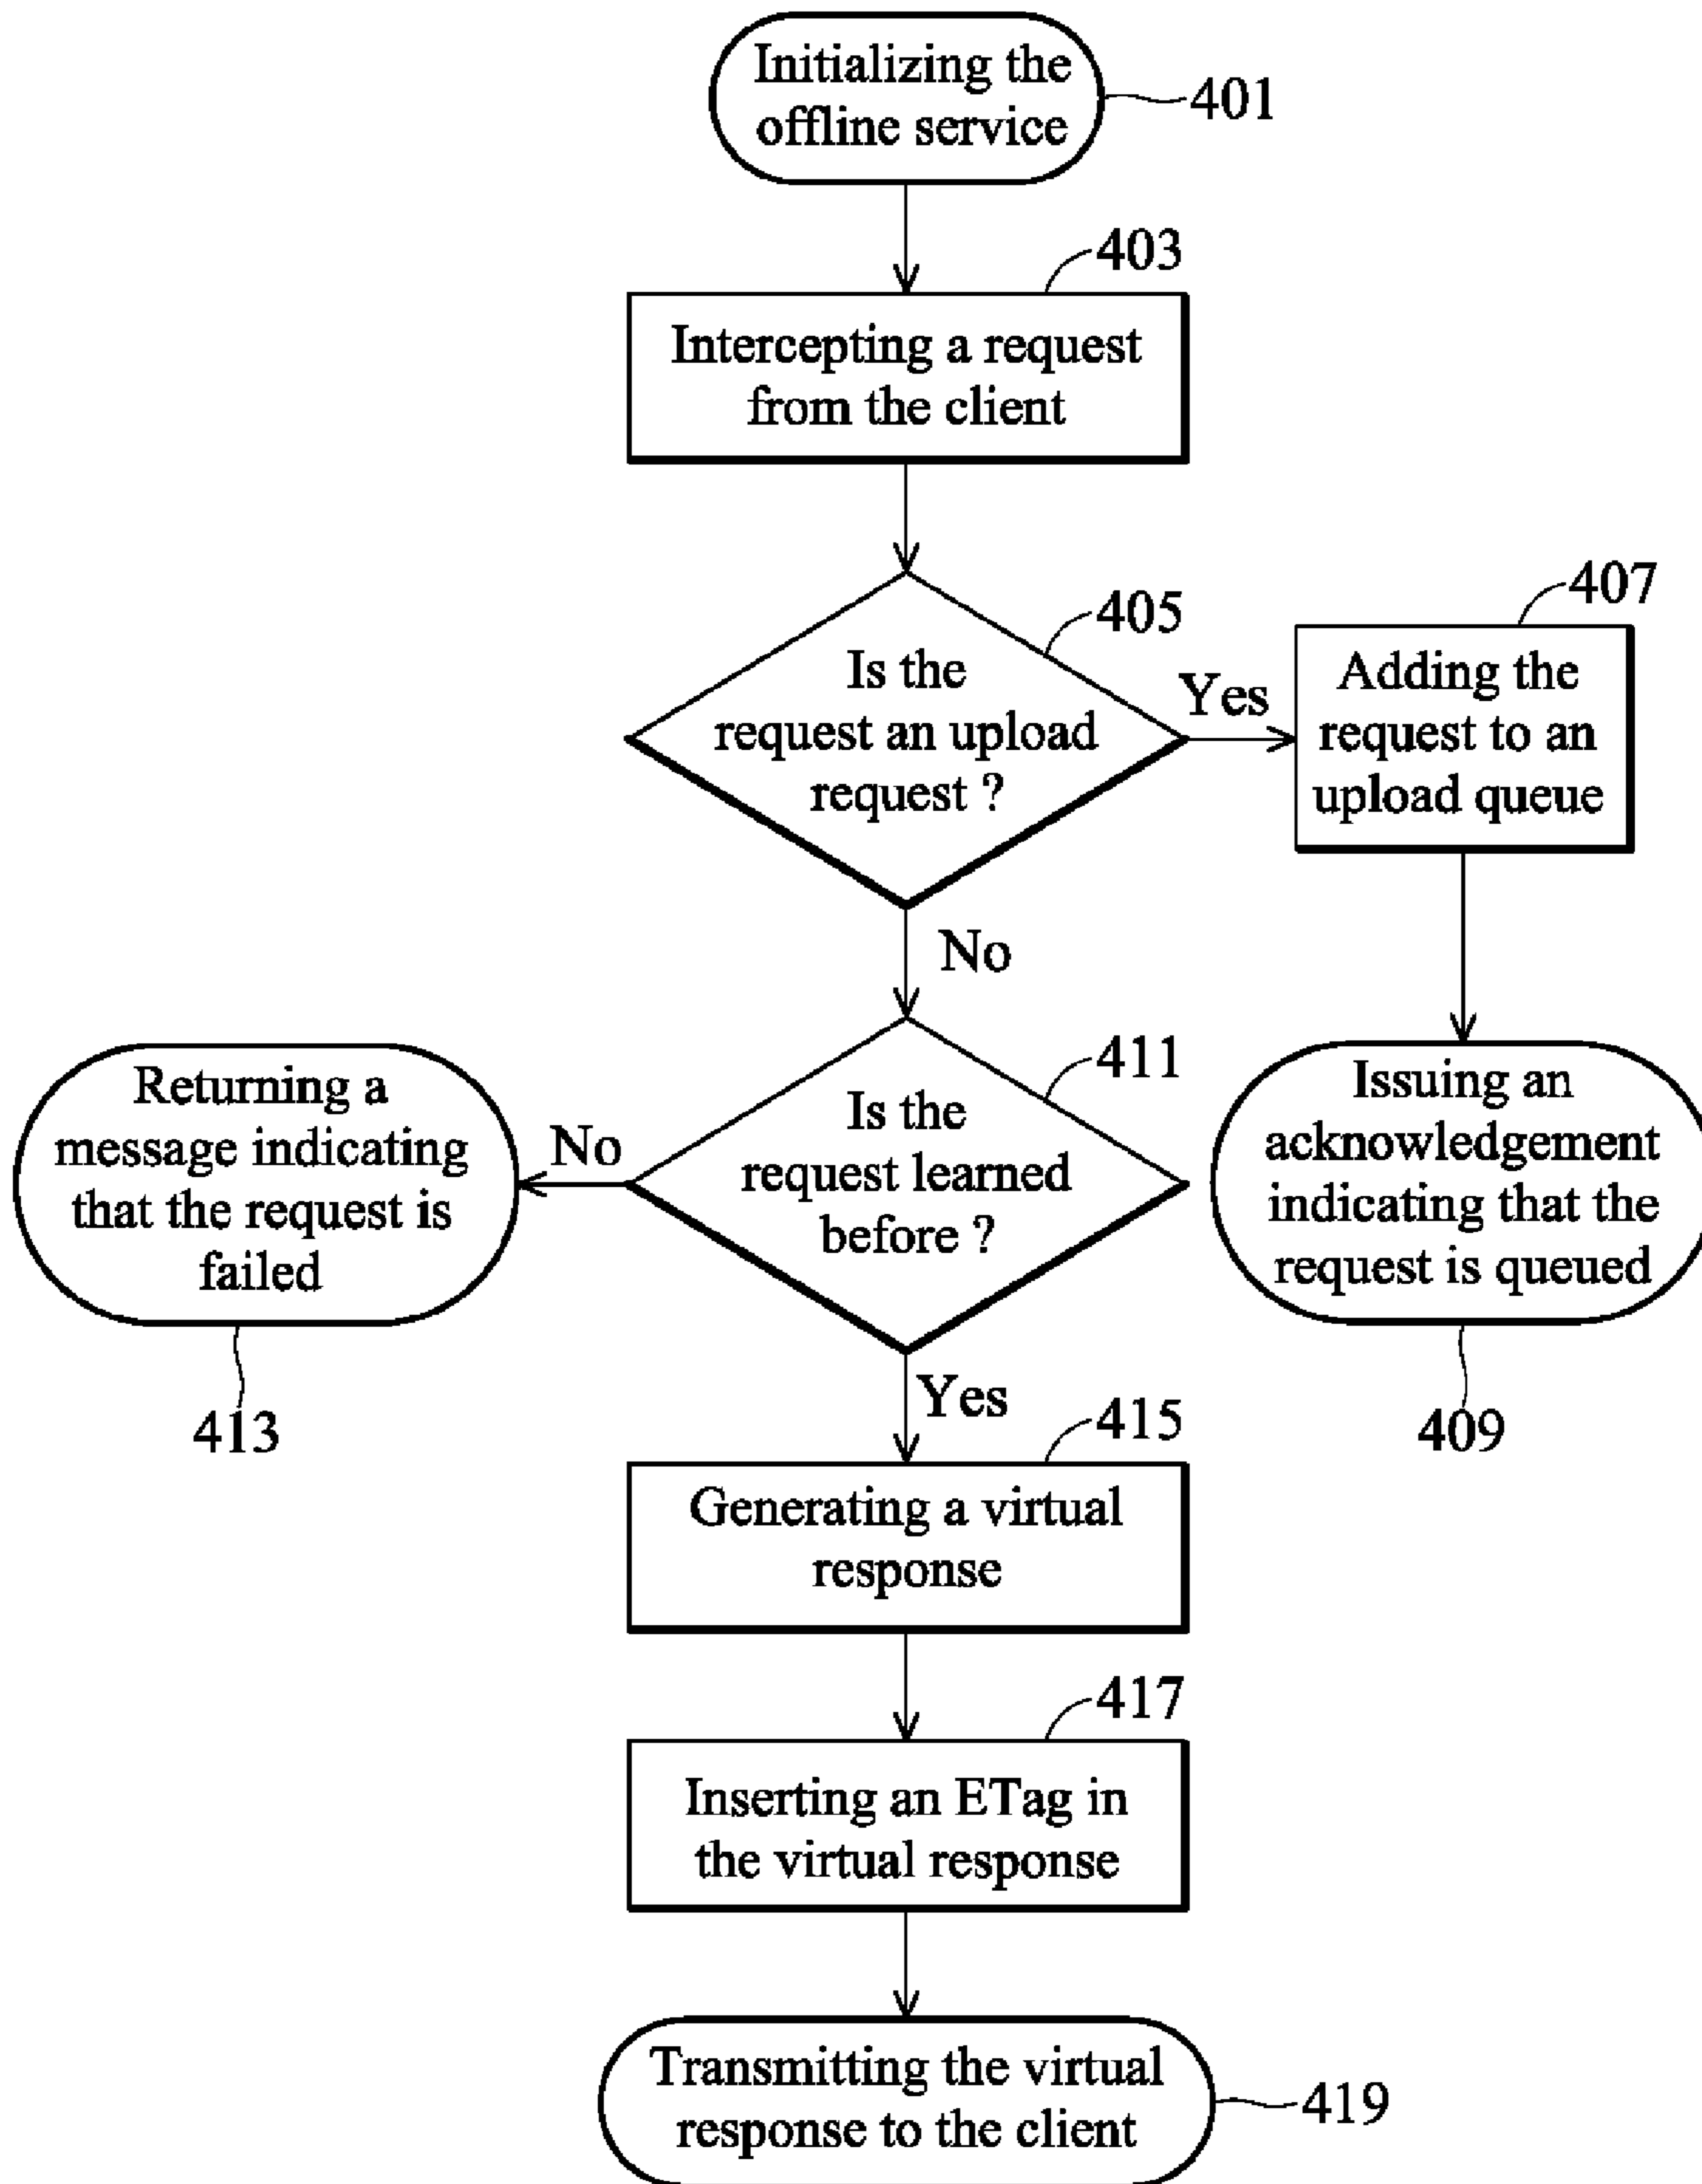 Initializing the
offline service
401
403
Intercepting a request
from the client
405
Is the
request an upload
request ?
Yes
407
Adding the
request to an
upload queue
No
411
Is the
request learned
before ?
No
Returning a
message indicating
that the request is
failed
413
Issuing an
acknowledgement
indicating that the
request is queued
409
Yes
415
Generating a virtual
response
417
Inserting an ETag in
the virtual response
Transmitting the virtual
response to the client
419